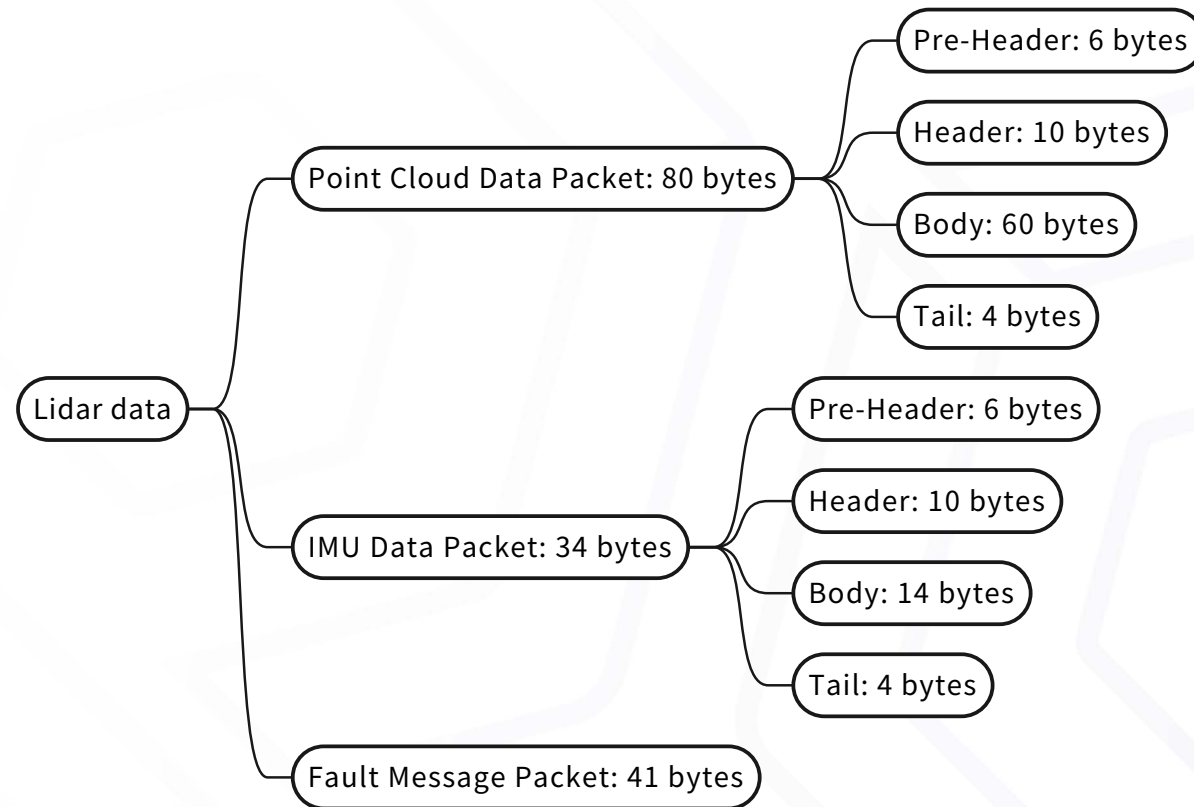 Lidar data
Point Cloud Data Packet: 80 bytes
Pre-Header: 6 bytes
Header: 10 bytes
Body: 60 bytes
Tail: 4 bytes
IMU Data Packet: 34 bytes
Pre-Header: 6 bytes
Header: 10 bytes
Body: 14 bytes
Tail: 4 bytes
Fault Message Packet: 41 bytes